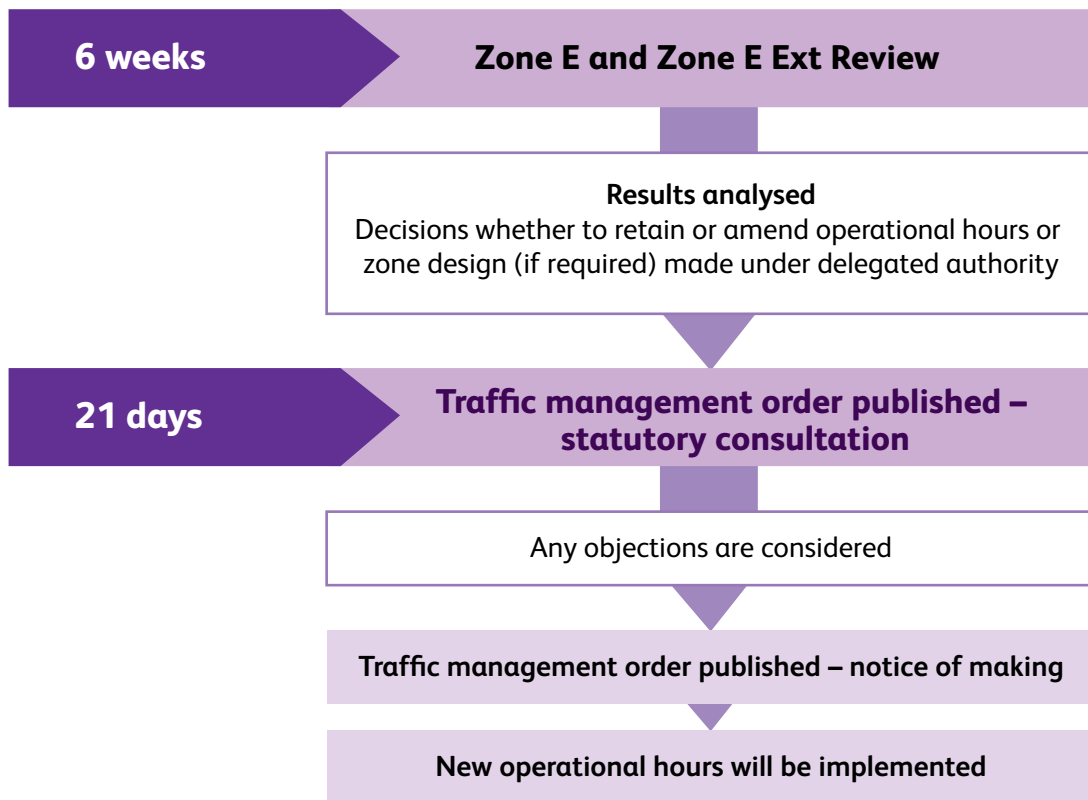 6 weeks
Zone E and Zone E Ext Review
Results analysed
Decisions whether to retain or amend operational hours or
zone design (if required) made under delegated authority
21 days
Traffic management order published –
statutory consultation
Any objections are considered
Traffic management order published – notice of making
New operational hours will be implemented